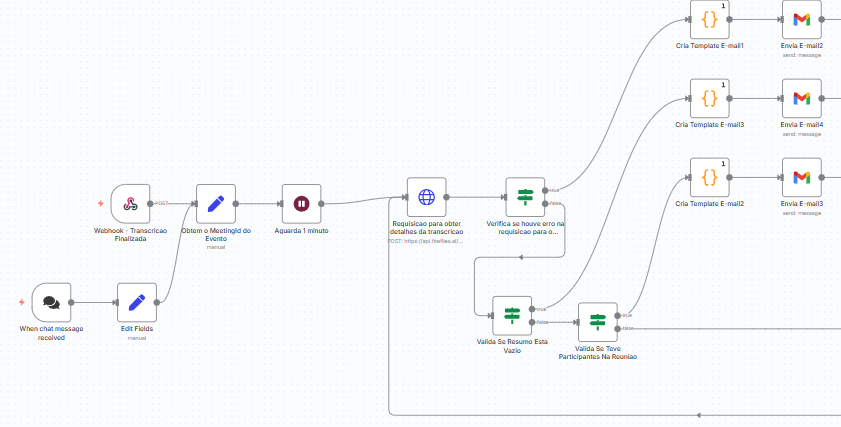 1
Cria Template E-mail1
Envia E-mail2
send: message
1
Cria Template E-mail3
Envia E-mail4
send: message
1
Cria Template E-mail2
Envia E-mail3
send: message
POST
Webhook - Transcricao
Finalizada
Obtem o MeetingId do
Evento
manual
Aguarda 1 minuto
Requisicao para obter
detalhes da transcricao
POST: https://api.fireflies.ai/...
true
false
Verifica se houve erro na
requisicao para o...
When chat message
received
Edit Fields
manual
true
false
Valida Se Resumo Esta
Vazio
true
false
Valida Se Teve
Participantes Na Reuniao